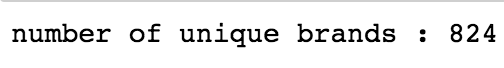 number of unique brands : 824